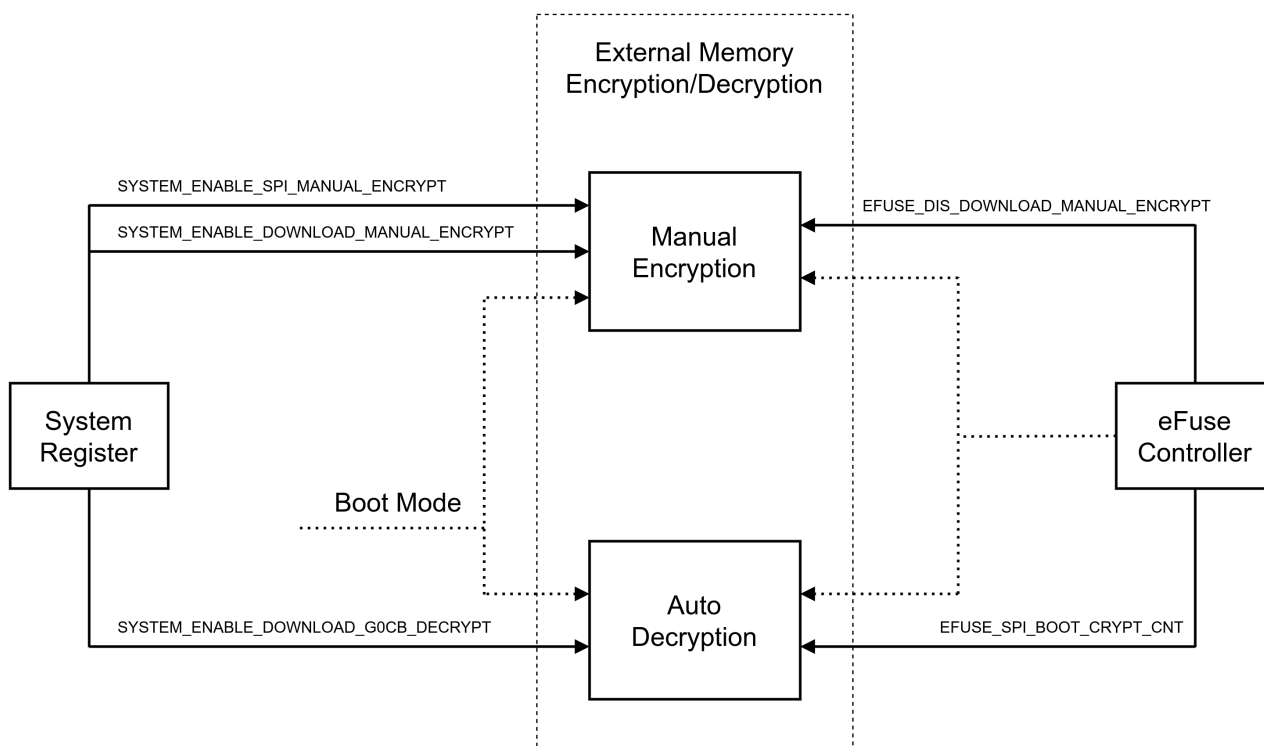 External Memory
Encryption/Decryption
SYSTEM_ENABLE_SPI_MANUAL_ENCRYPT
SYSTEM_ENABLE_DOWNLOAD_MANUAL_ENCRYPT
Manual
Encryption
EFUSE_DIS_DOWNLOAD_MANUAL_ENCRYPT
System
Register
eFuse
Controller
Boot Mode
Auto
Decryption
SYSTEM_ENABLE_DOWNLOAD_G0CB_DECRYPT
EFUSE_SPI_BOOT_CRYPT_CNT